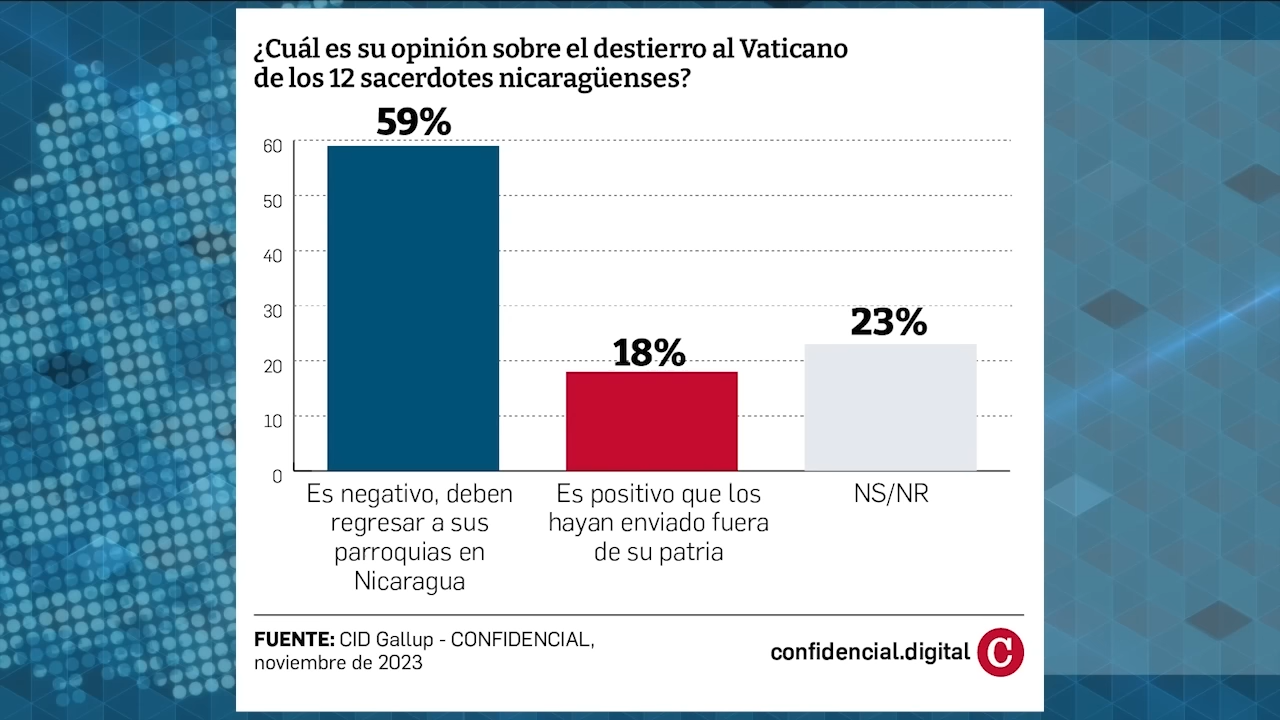 ¿Cuál es su opinión sobre el destierro al Vaticano
de los 12 sacerdotes nicaragüenses?
59%
18%
23%
60
50
40
30
20
10
0
Es negativo, deben
regresar a sus
parroquias en
Nicaragua
Es positivo que los
hayan enviado fuera
de su patria
NS/NR
FUENTE: CID Gallup - CONFIDENCIAL,
noviembre de 2023
confidencial.digital C